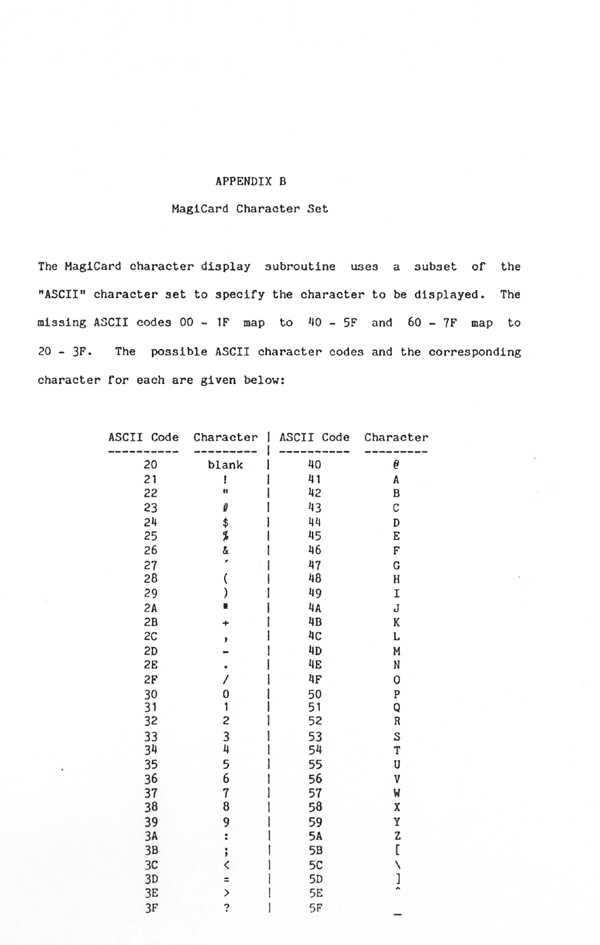 APPENDIX B
MagiCard Character Set
The MagiCard character display subroutine uses a subset of the
"ASCII" character set to specify the character to be displayed. The
missing ASCII codes 00 - 1F map to 40 - 5F and 60 - 7F map to
20 - 3F. The possible ASCII character codes and the corresponding
character for each are given below:
ASCII Code Character | ASCII Code Character
---------- --------- | ---------- ---------
20 blank | 40 @
21 ! | 41 A
22 " | 42 B
23 0 | 43 C
24 $ | 44 D
25 % | 45 E
26 & | 46 F
27 ´ | 47 G
28 ( | 48 H
29 ) | 49 I
2A * | 4A J
2B + | 4B K
2C , | 4C L
2D - | 4D M
2E . | 4E N
2F / | 4F O
30 0 | 50 P
31 1 | 51 Q
32 2 | 52 R
33 3 | 53 S
34 4 | 54 T
35 5 | 55 U
36 6 | 56 V
37 7 | 57 W
38 8 | 58 X
39 9 | 59 Y
3A : | 5A Z
3B ; | 5B [
3C < | 5C \
3D = | 5D ]
3E > | 5E ^
3F ? | 5F _